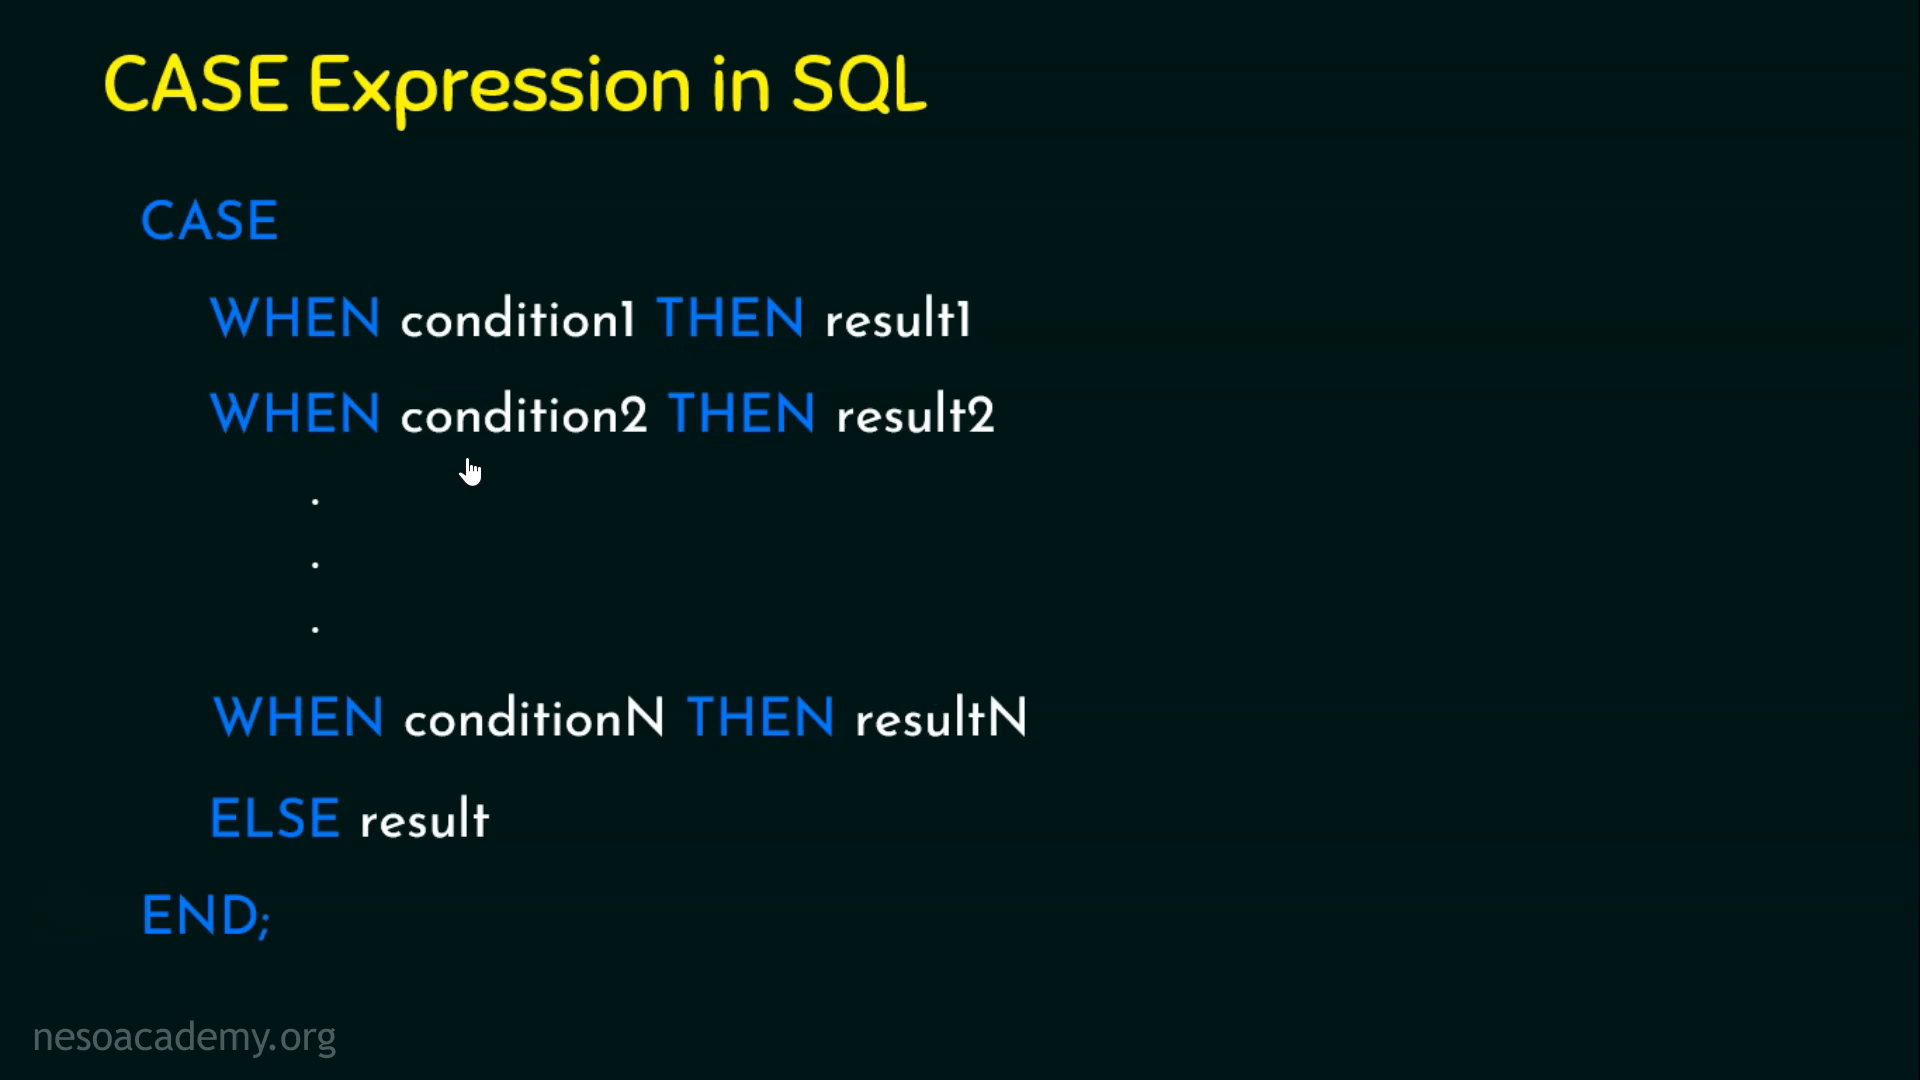 CASE Expression in SQL
CASE
WHEN condition1 THEN result1
WHEN condition2 THEN result2
.
.
.
WHEN conditionN THEN resultN
ELSE result
END;
nesoacademy.org